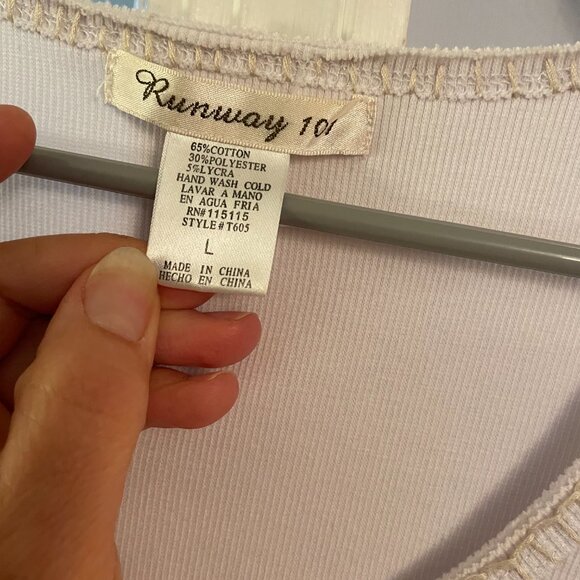 Runway 101
65%COTTON
30%POLYESTER
5%LYCRA
HAND WASH COLD
LAVAR A MANO
EN AGUA FRIA
RN#115115
STYLE#T605
L
MADE IN CHINA
HECHO EN CHINA